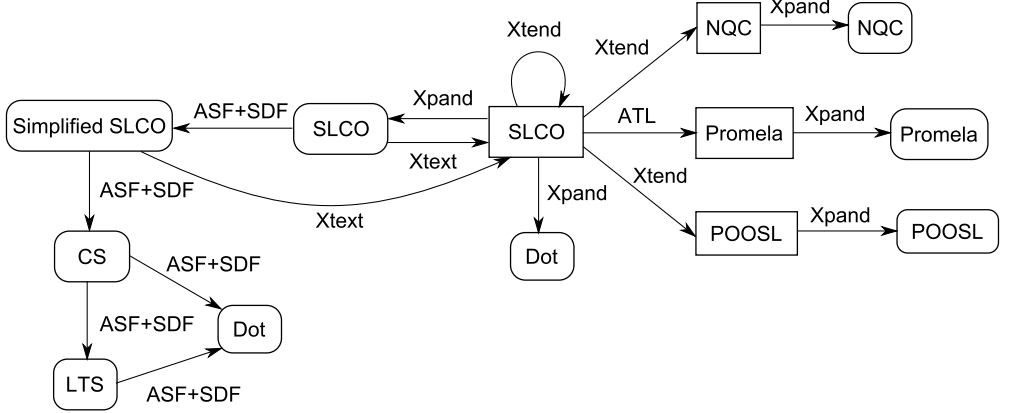 Xpand
Xtend
NQC
NQC
Xtend
Xpand
ASF+SDF
ATL
Xpand
Simplified SLCO
SLCO
SLCO
Promela
Promela
Xtext
Xtend
ASF+SDF
Xpand
Xtext
Xpand
CS
ASF+SDF
Dot
POOSL
POOSL
ASF+SDF
Dot
LTS
ASF+SDF